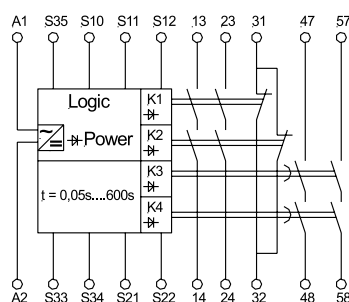 A1 S35 S10 S11 S12 13 23 31 47 57
Logic
K1
Power
K2
K3
t = 0,05s....600s
K4
A2 S33 S34 S21 S22 14 24 32 48 58